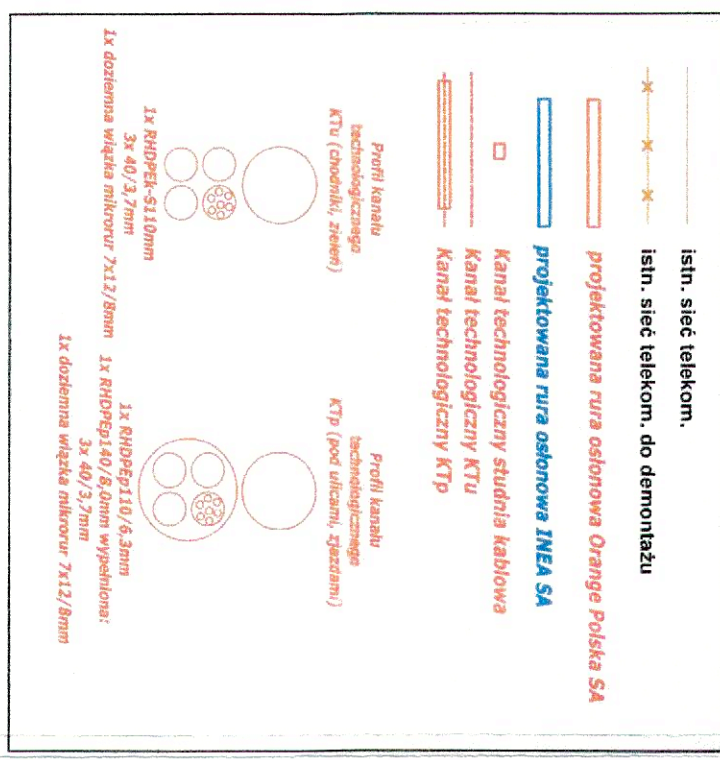 istn. sieć telekom.
istn. sieć telekom. do demontażu
projektowana rura osłonowa Orange Polska SA
projektowana rura osłonowa INEA SA
Kanał technologiczny studnia kablowa
Kanał technologiczny KTu
Kanał technologiczny KTp
Profil kanału
technologicznego
KTu (chodniki, zieleń)
1x RHDPEk-S110mm
3x 40/3,7mm
1x doziemna wiązka mikrorur 7x12/8mm
Profil kanału
technologicznego
KTp (pod ulicami, zjazdami)
1x RHDPEp110/6,3mm
1x RHDPEp140/8,0mm wypełniona:
3x 40/3,7mm
1x doziemna wiązka mikrorur 7x12/8mm